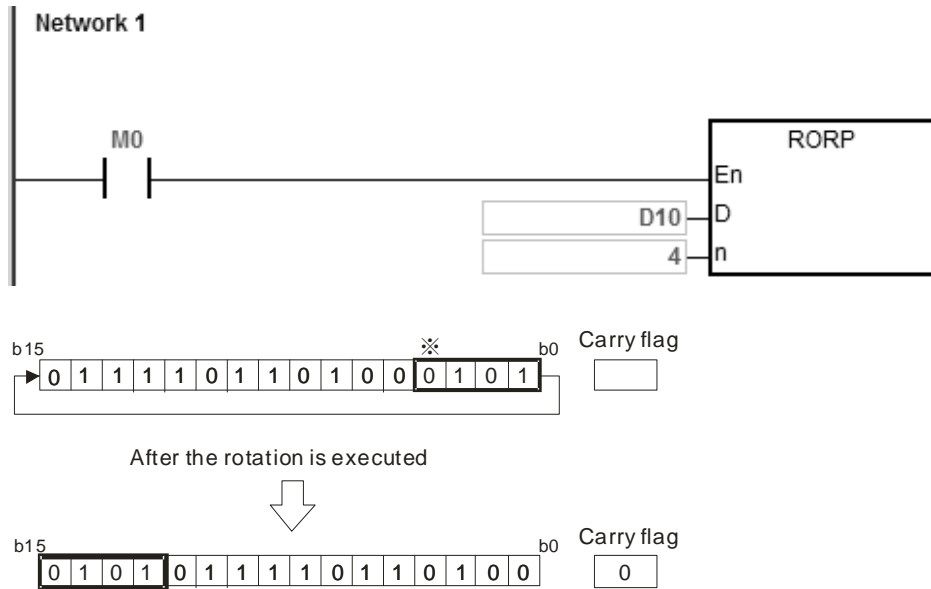 Network 1
M0
RORP
En
D10 D
4 n
※
b15 b0 Carry flag
0 1 1 1 1 0 1 1 0 1 0 0 0 1 0 1
After the rotation is executed
b15 b0 Carry flag
0 1 0 1 0 1 1 1 1 0 1 1 0 1 0 0 0